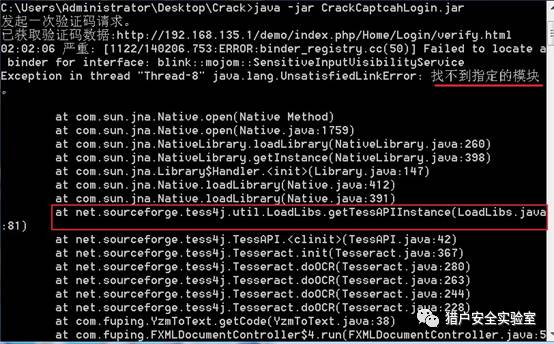 C:\Users\Administrator\Desktop\Crack>java -jar CrackCaptcahLogin.jar
发起一次验证码请求。
已获取验证码数据:http://192.168.135.1/demo/index.php/Home/Login/verify.html
02:02:06 严重: [1122/140206.753:ERROR:binder_registry.cc(50)] Failed to locate a
 binder for interface: blink::mojom::SensitiveInputVisibilityService
Exception in thread "Thread-8" java.lang.UnsatisfiedLinkError: 找不到指定的模块
。
at com.sun.jna.Native.open(Native Method)
at com.sun.jna.Native.open(Native.java:1759)
at com.sun.jna.NativeLibrary.loadLibrary(NativeLibrary.java:260)
at com.sun.jna.NativeLibrary.getInstance(NativeLibrary.java:398)
at com.sun.jna.Library$Handler.<init>(Library.java:147)
at com.sun.jna.Native.loadLibrary(Native.java:412)
at com.sun.jna.Native.loadLibrary(Native.java:391)
at net.sourceforge.tess4j.util.LoadLibs.getTessAPIInstance(LoadLibs.java
:81)
at net.sourceforge.tess4j.TessAPI.<clinit>(TessAPI.java:42)
at net.sourceforge.tess4j.Tesseract.init(Tesseract.java:367)
at net.sourceforge.tess4j.Tesseract.doOCR(Tesseract.java:280)
at net.sourceforge.tess4j.Tesseract.doOCR(Tesseract.java:263)
at net.sourceforge.tess4j.Tesseract.doOCR(Tesseract.java:244)
at net.sourceforge.tess4j.Tesseract.doOCR(Tesseract.java:228)
at com.fuping.YzmToText.getCode(YzmToText.java:38)
at com.fuping.FXMLDocumentController$4.run(FXMLDocumentController.java:5
猎户安全实验室